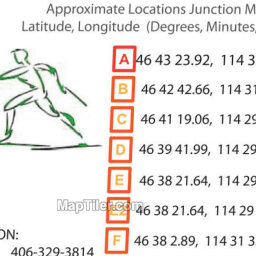 Approximate Locations Junction M
Latitude, Longitude (Degrees, Minutes,
A 46 43 23.92, 114 3
B 46 42 42.66, 114 31
C 46 41 19.06, 114 29
D 46 39 41.99, 114 29
E 46 38 21.64, 114 29
E2 46 38 21.64, 114 29
MapTiler.com
ON:
F 46 38 2.89, 114 31 3
406-329-3814